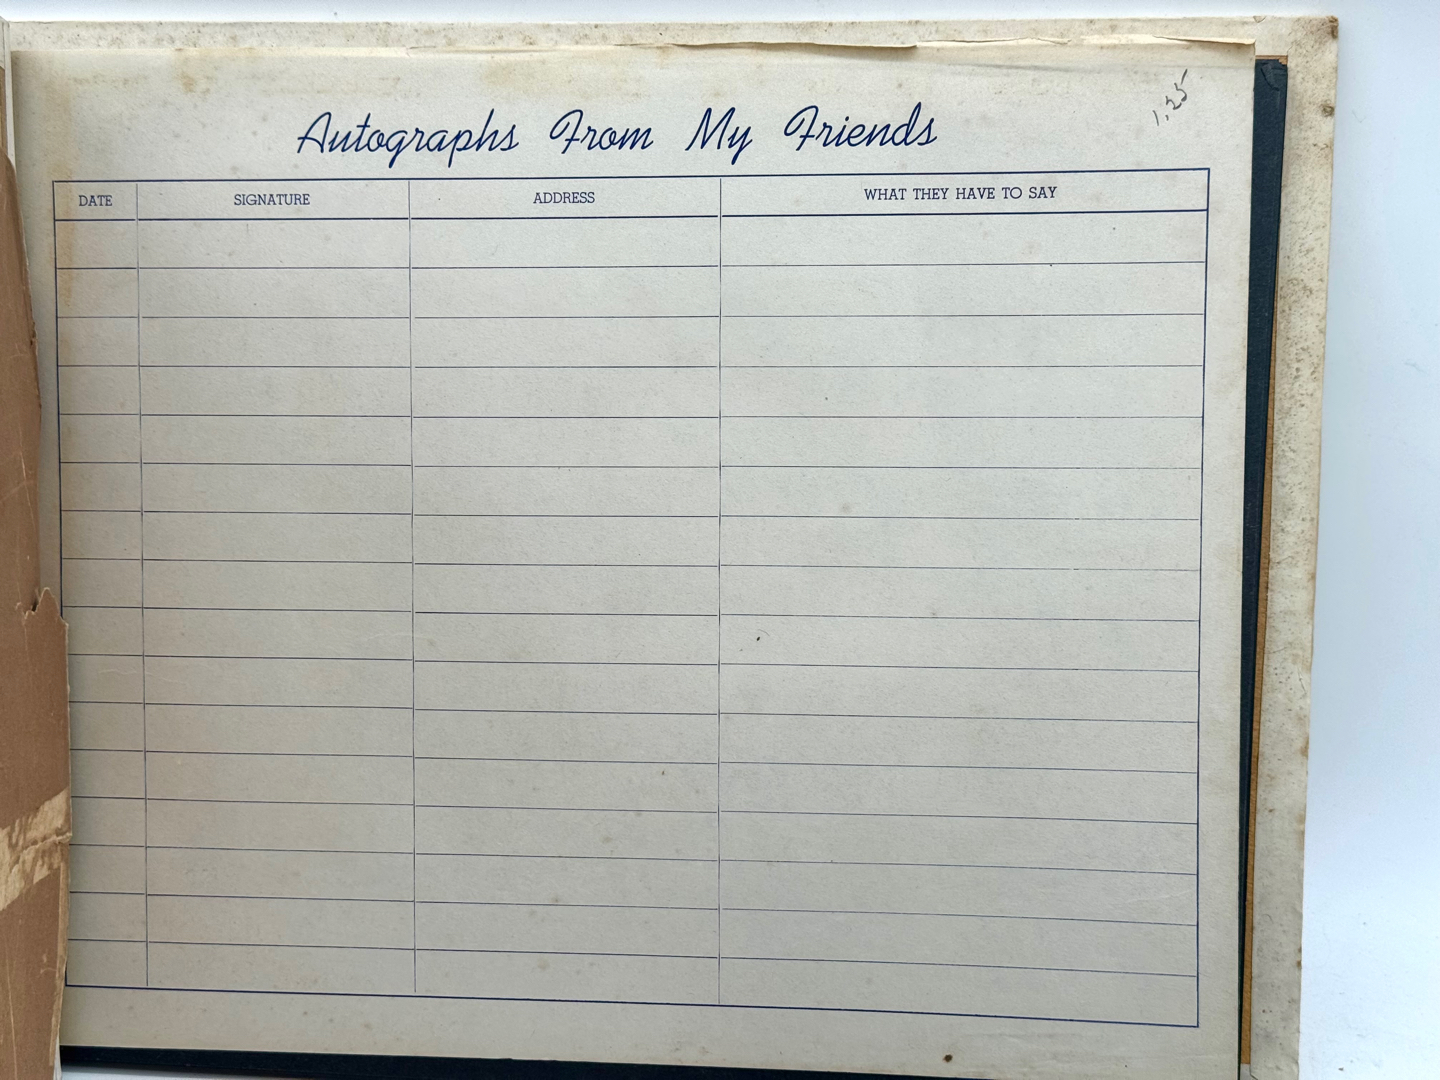 Autographs From My Friends
1.25
DATE SIGNATURE ADDRESS WHAT THEY HAVE TO SAY